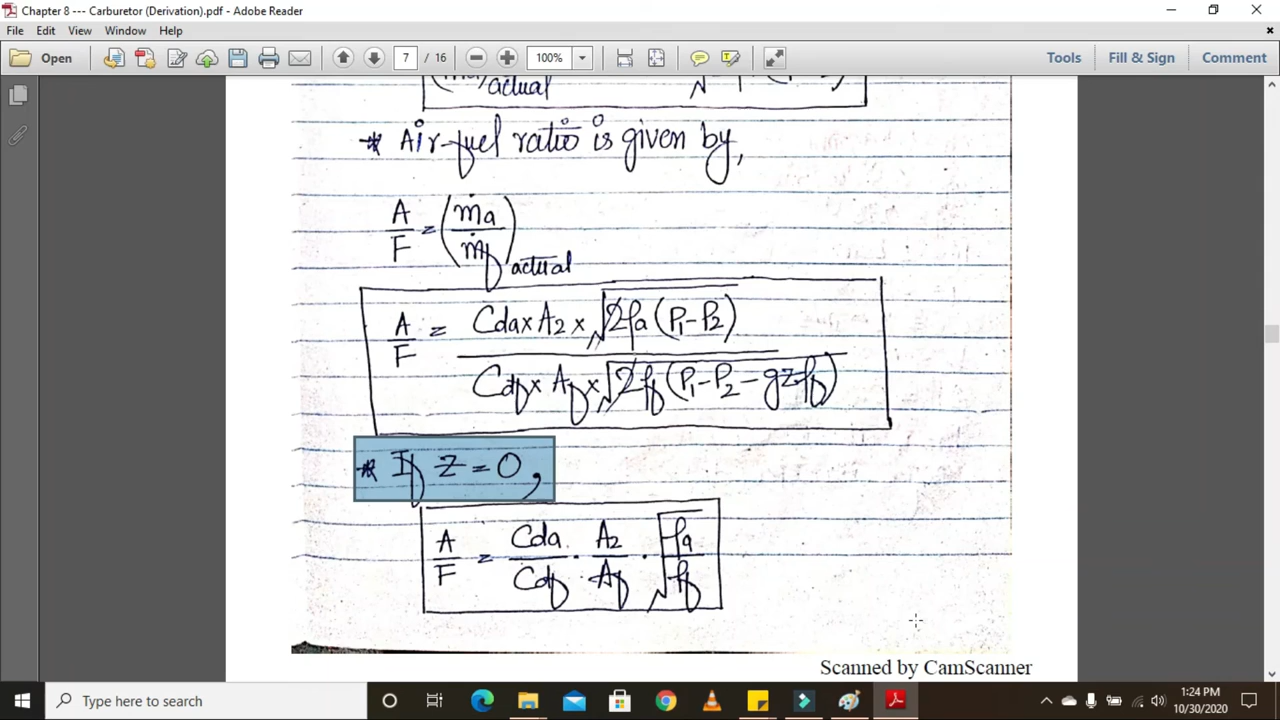 Chapter 8 --- Carburetor (Derivation).pdf - Adobe Reader
File Edit View Window Help
Open 7 / 16 100% Tools Fill & Sign Comment
actual
* Air-fuel ratio is given by,
A/F = (ṁa/ṁf) actual
A/F = Cda x A2 x √2ρa (P1-P2) / Cdf x Af x √2ρf (P1-P2-gzρf)
* If Z = 0,
A/F = Cda/Cdf · A2/Af · √ρa/ρf
Scanned by CamScanner
Type here to search
1:24 PM
10/30/2020